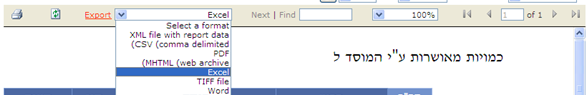 Export Excel Next | Find 100% 1 of 1
Select a format
XML file with report data
(CSV (comma delimited
PDF
(MHTML (web archive
Excel
TIFF file
Word
כמויות מאושרות ע"י המוסד ל